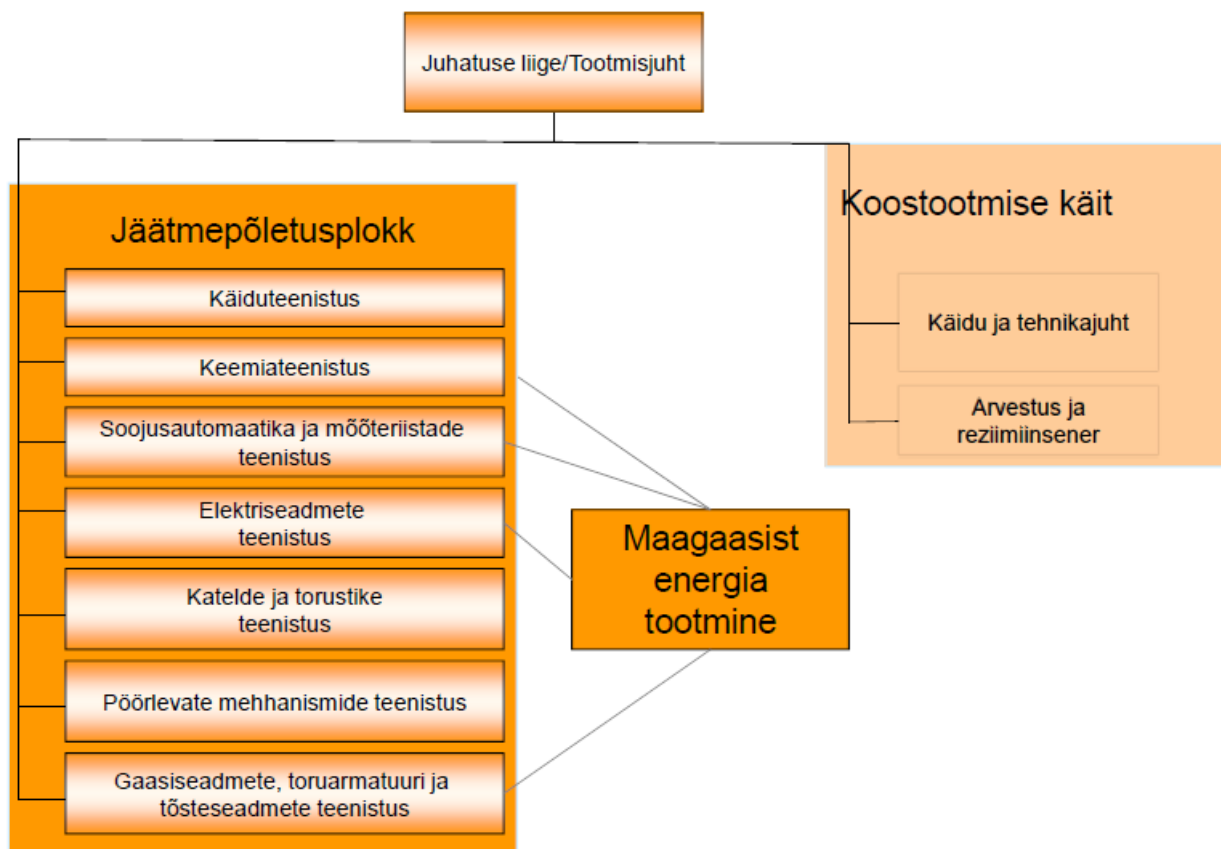 Juhatuse liige/Tootmisjuht
Jäätmepõletusplokk
Käiduteenistus
Keemiateenistus
Soojusautomaatika ja mõõteriistade
teenistus
Elektriseadmete
teenistus
Katelde ja torustike
teenistus
Pöörlevate mehhanismide teenistus
Gaasiseadmete, toruarmatuuri ja
tõsteseadmete teenistus
Maagaasist
energia
tootmine
Koostootmise käit
Käidu ja tehnikajuht
Arvestus ja
reziimiinsener